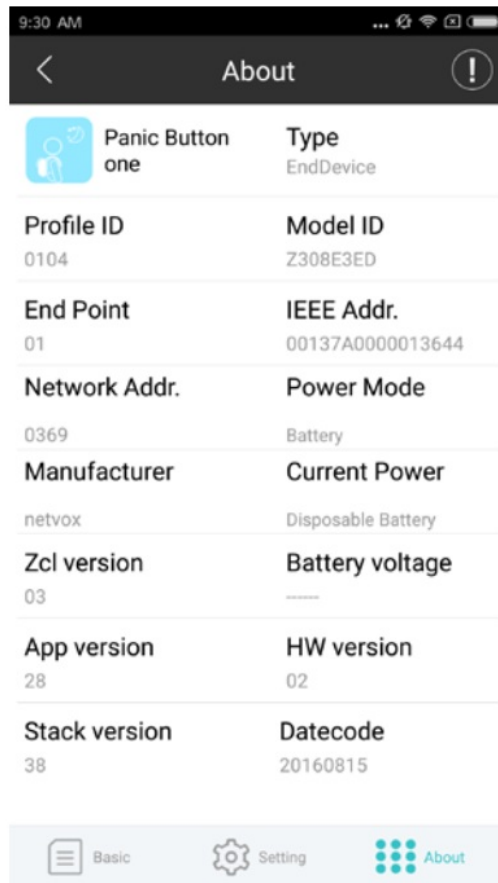 9:30 AM
About
Panic Button
one
Type
EndDevice
Profile ID
0104
Model ID
Z308E3ED
End Point
01
IEEE Addr.
00137A0000013644
Network Addr.
0369
Power Mode
Battery
Manufacturer
netvox
Current Power
Disposable Battery
Zcl version
03
Battery voltage
------
App version
28
HW version
02
Stack version
38
Datecode
20160815
Basic
Setting
About